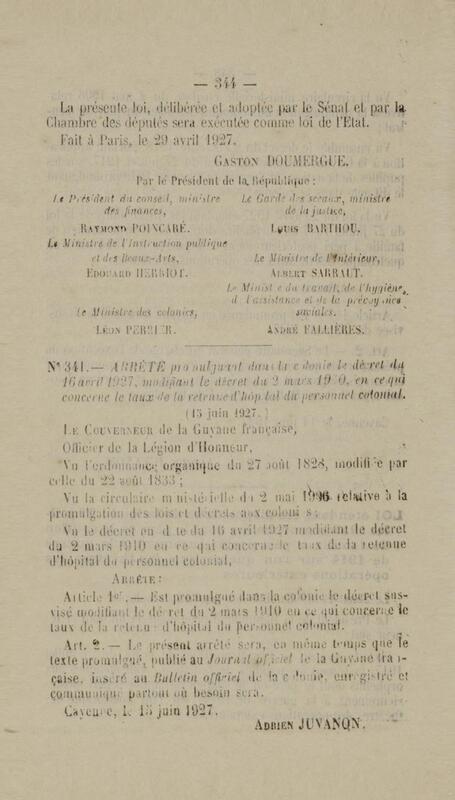 — 344 —
La présente loi, délibérée et adoptée par le Sénat et par la
Chambre des députés sera exécutée comme loi de l'Etat.
Fait à Paris, le 29 avril 1927.
GASTON DOUMERGUE.
Par le Président de la République :
Le Président du conseil, ministre
des finances,
RAYMOND POINCARÉ.
Le Garde des sceaux, ministre
de la justice,
LOUIS BARTHOU.
Le Ministre de l'Instruction publique
et des Beaux-Arts,
EDOUARD HERRIOT.
Le Ministre de l'Intérieur,
ALBERT SARRAUT.
Le Ministre des colonies,
LÉON PERRIER.
Le Minist e du travail, de l'hygiène,
d l'assistance et de la prévoyance
sociales.
ANDRÉ FALLIÈRES.
N° 341. — ARRÊTÉ promulguant dans la colonie le décret du
16 avril 1927, modifiant le décret du 2 mars 19 0, en ce qui
concerne le taux de la retenue d'hôpital du personnel colonial.
(15 juin 1927.)
LE GOUVERNEUR de la Guyane française,
Officier de la Légion d'Honneur,
Vu l'ordonnance organique du 27 août 1828, modifiée par
celle du 22 août 1833 ;
Vu la circulaire ministérielle du 2 mai relative à la
promulgation des lois et décrets aux colonies ;
Vu le décret en d te du 16 avril 1927 modifiant le décret
du 2 mars 1910 en ce qui concerne le taux de la retenue
d'hôpital du personnel colonial,
ARRÊTE :
Article 1er. — Est promulgué dans la colonie le décret sus-
visé modifiant le décret du 2 mars 1910 en ce qui concerne le
taux de la retenue d'hôpital du personnel colonial.
Art. 2. — Le présent arrêté sera, en même temps que le
texte promulgué, publié au Journal officiel de la Guyane fran-
çaise, inséré au Bulletin officiel de la colonie, enregistré et
communiqué partout où besoin sera.
Cayenne, le 15 juin 1927.
ADRIEN JUVANON.